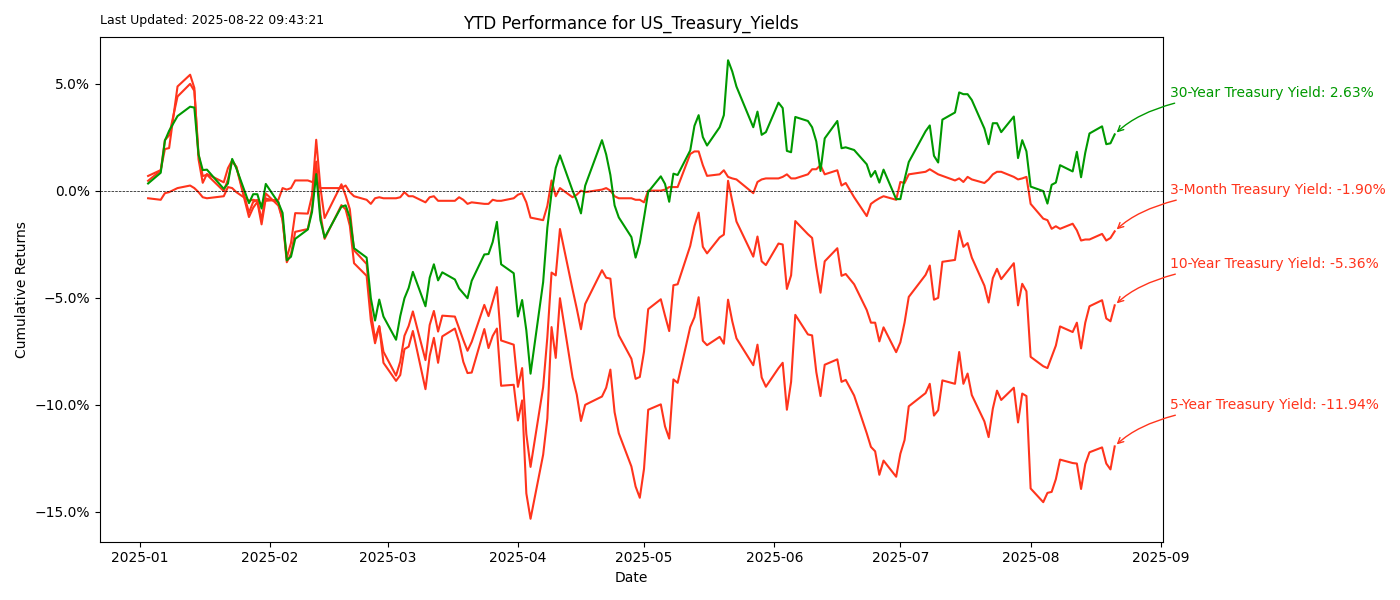 Last Updated: 2025-08-22 09:43:21
YTD Performance for US_Treasury_Yields
Cumulative Returns
5.0%
0.0%
−5.0%
−10.0%
−15.0%
30-Year Treasury Yield: 2.63%
3-Month Treasury Yield: -1.90%
10-Year Treasury Yield: -5.36%
5-Year Treasury Yield: -11.94%
2025-01 2025-02 2025-03 2025-04 2025-05 2025-06 2025-07 2025-08 2025-09
Date